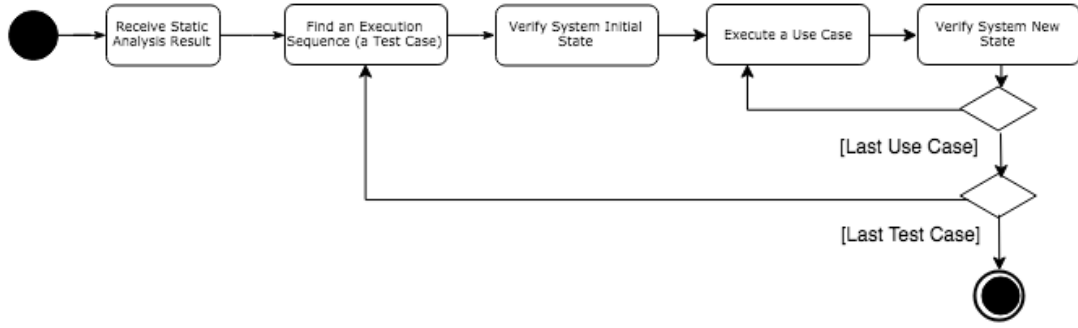 Receive Static
Analysis Result
Find an Execution
Sequence (a Test Case)
Verify System Initial
State
Execute a Use Case
Verify System New
State
[Last Use Case]
[Last Test Case]